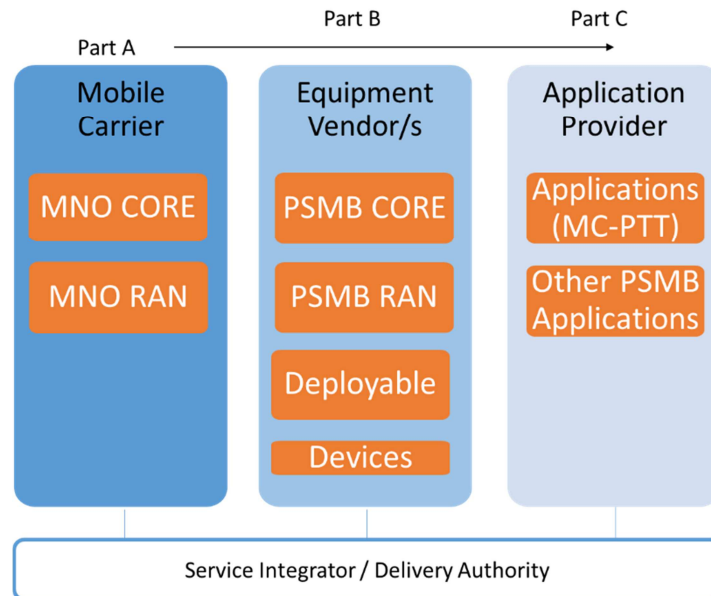 Part A
Part B
Part C
Mobile
Carrier
MNO CORE
MNO RAN
Equipment
Vendor/s
PSMB CORE
PSMB RAN
Deployable
Devices
Application
Provider
Applications
(MC-PTT)
Other PSMB
Applications
Service Integrator / Delivery Authority